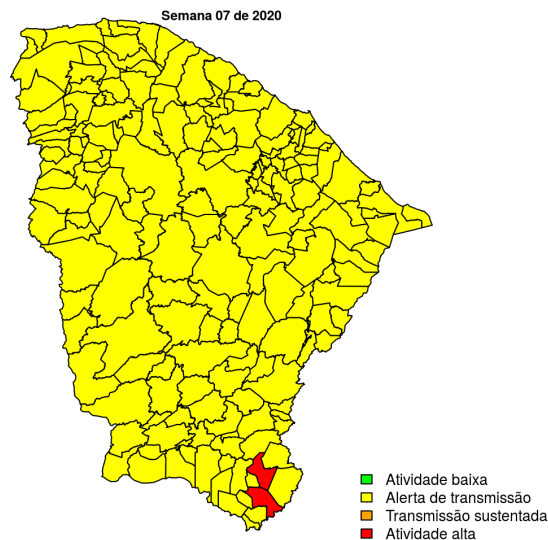 Semana 07 de 2020
Atividade baixa
Alerta de transmissão
Transmissão sustentada
Atividade alta